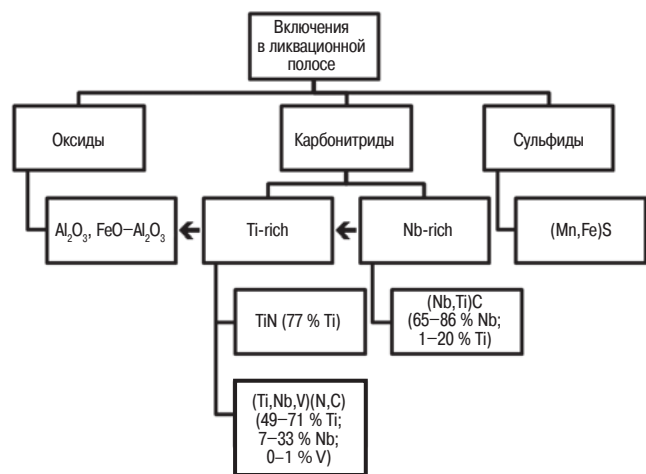 Включения
в ликвационной
полосе
Оксиды
Карбонитриды
Сульфиды
Al₂O₃, FeO–Al₂O₃
Ti-rich
Nb-rich
(Mn,Fe)S
TiN (77 % Ti)
(Nb,Ti)C
(65–86 % Nb;
1–20 % Ti)
(Ti,Nb,V)(N,C)
(49–71 % Ti;
7–33 % Nb;
0–1 % V)